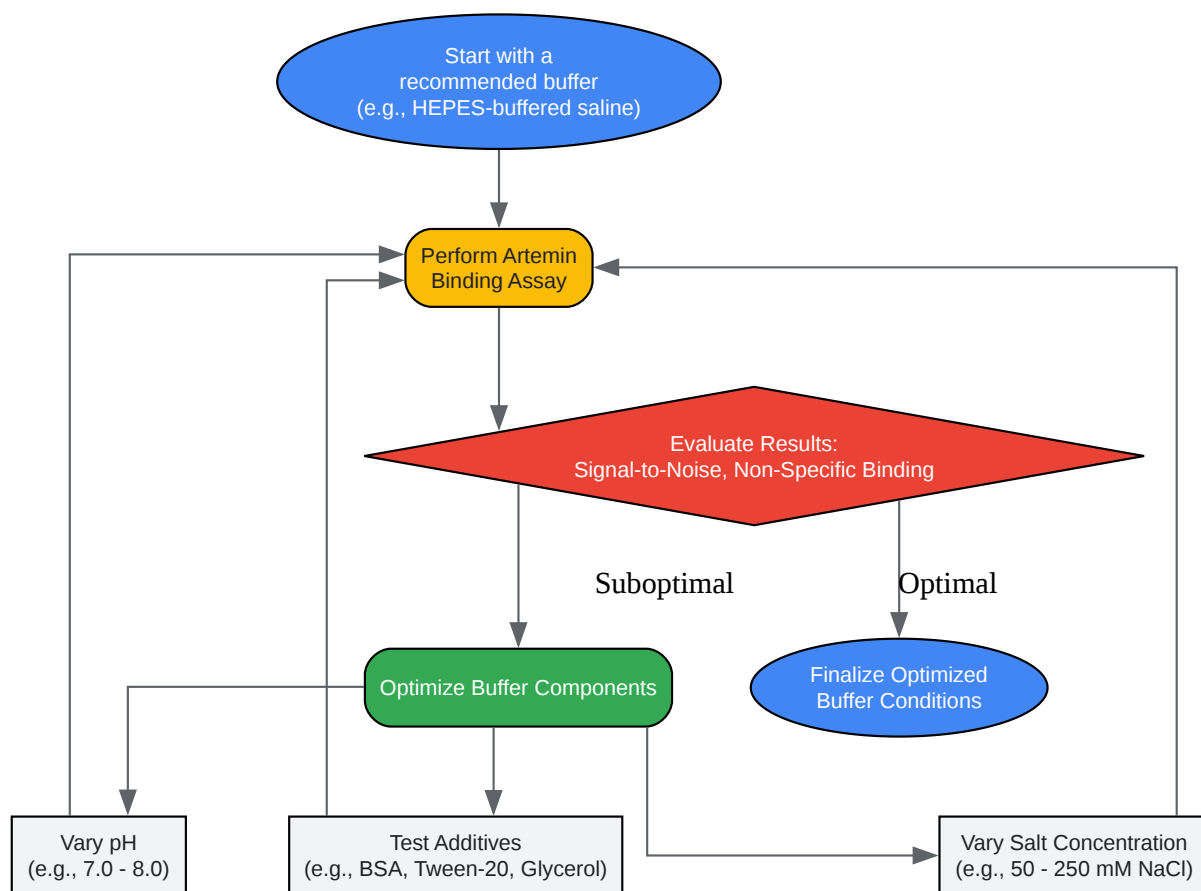 Start with a
recommended buffer
(e.g., HEPES-buffered saline)
Perform Artemin
Binding Assay
Evaluate Results:
Signal-to-Noise, Non-Specific Binding
Suboptimal
Optimal
Optimize Buffer Components
Finalize Optimized
Buffer Conditions
Vary pH
(e.g., 7.0 - 8.0)
Test Additives
(e.g., BSA, Tween-20, Glycerol)
Vary Salt Concentration
(e.g., 50 - 250 mM NaCl)